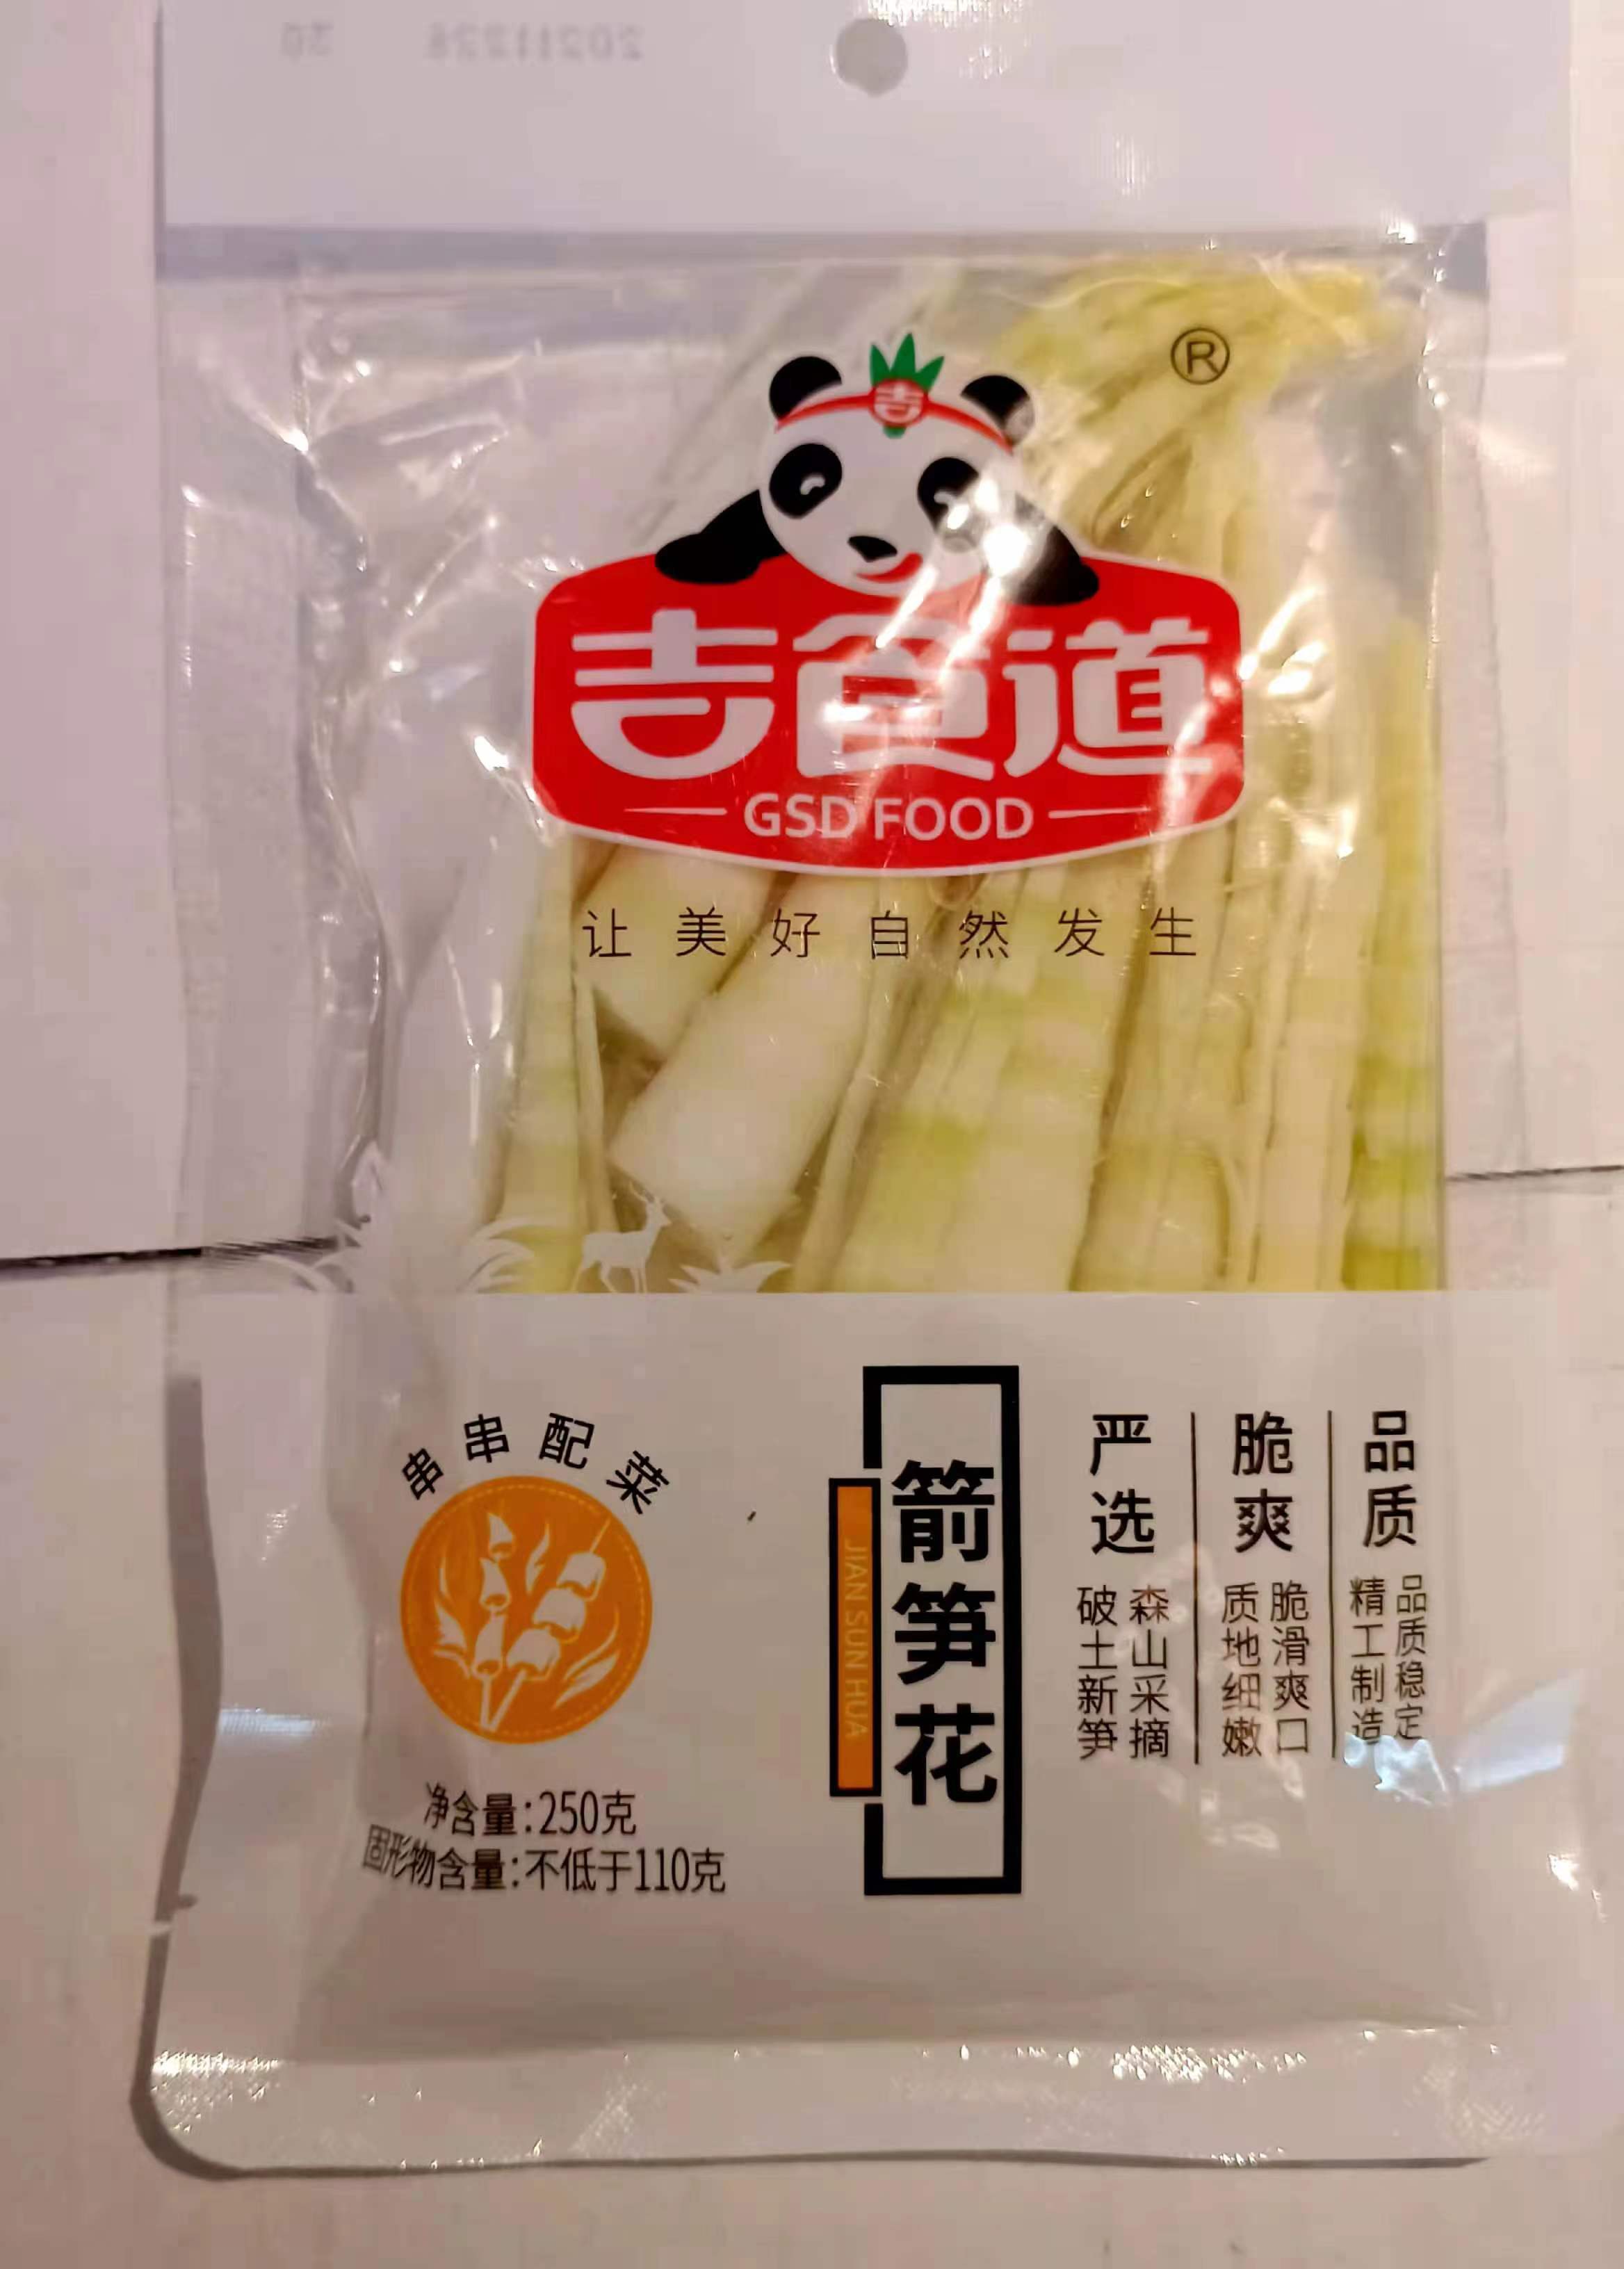 20211226 20
吉
®
吉食道
GSD FOOD
让美好自然发生
串串配菜
净含量：250克
固形物含量：不低于110克
箭笋花
JIAN SUN HUA
严选
森山采摘
破土新笋
脆爽
脆滑爽口
质地细嫩
品质
品质稳定
精工制造